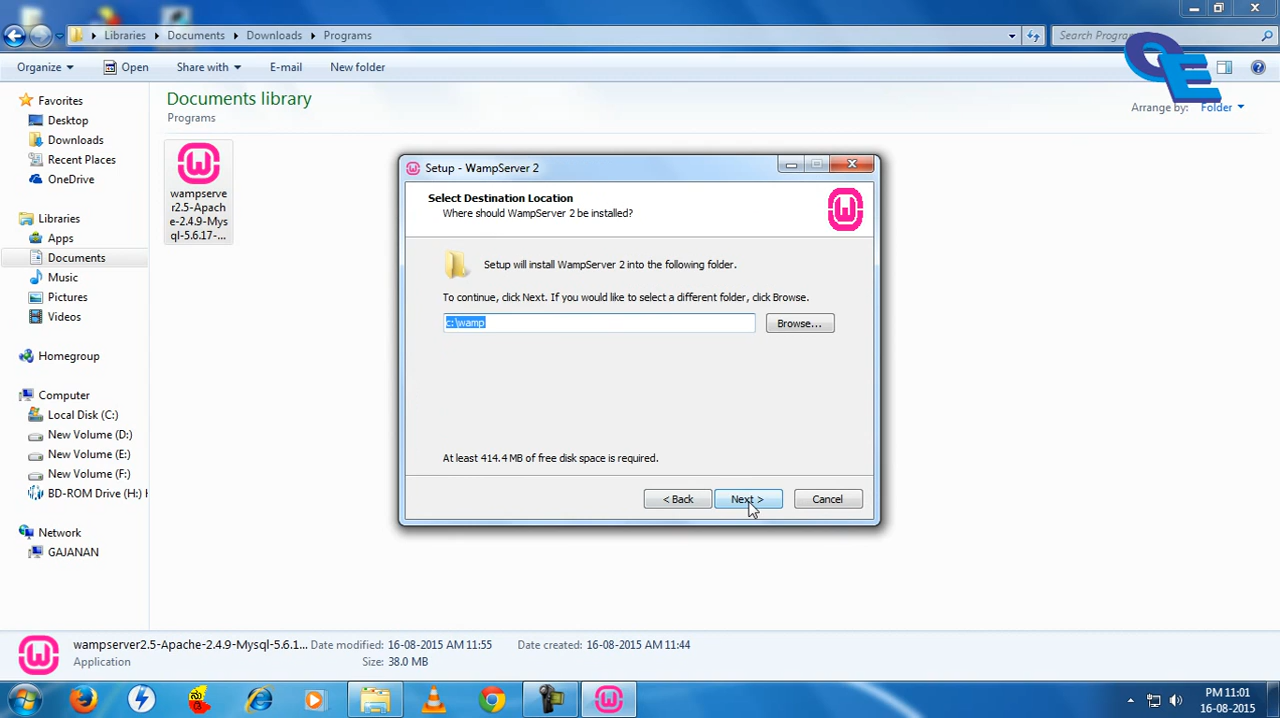 Libraries
Documents
Downloads
Programs
Search Progra
Organize
Open
Share with
E-mail
New folder
Documents library
Programs
Arrange by: Folder
Favorites
Desktop
Downloads
Recent Places
OneDrive
Libraries
Apps
Documents
Music
Pictures
Videos
Homegroup
Computer
Local Disk (C:)
New Volume (D:)
New Volume (E:)
New Volume (F:)
BD-ROM Drive (H:) H
Network
GAJANAN
wampserve
r2.5-Apach
e-2.4.9-Mys
ql-5.6.17-...
Setup - WampServer 2
Select Destination Location
Where should WampServer 2 be installed?
Setup will install WampServer 2 into the following folder.
To continue, click Next. If you would like to select a different folder, click Browse.
c:\wamp
Browse...
At least 414.4 MB of free disk space is required.
< Back
Next >
Cancel
wampserver2.5-Apache-2.4.9-Mysql-5.6.1...
Date modified: 16-08-2015 AM 11:55
Date created: 16-08-2015 AM 11:44
Application
Size: 38.0 MB
PM 11:01
16-08-2015